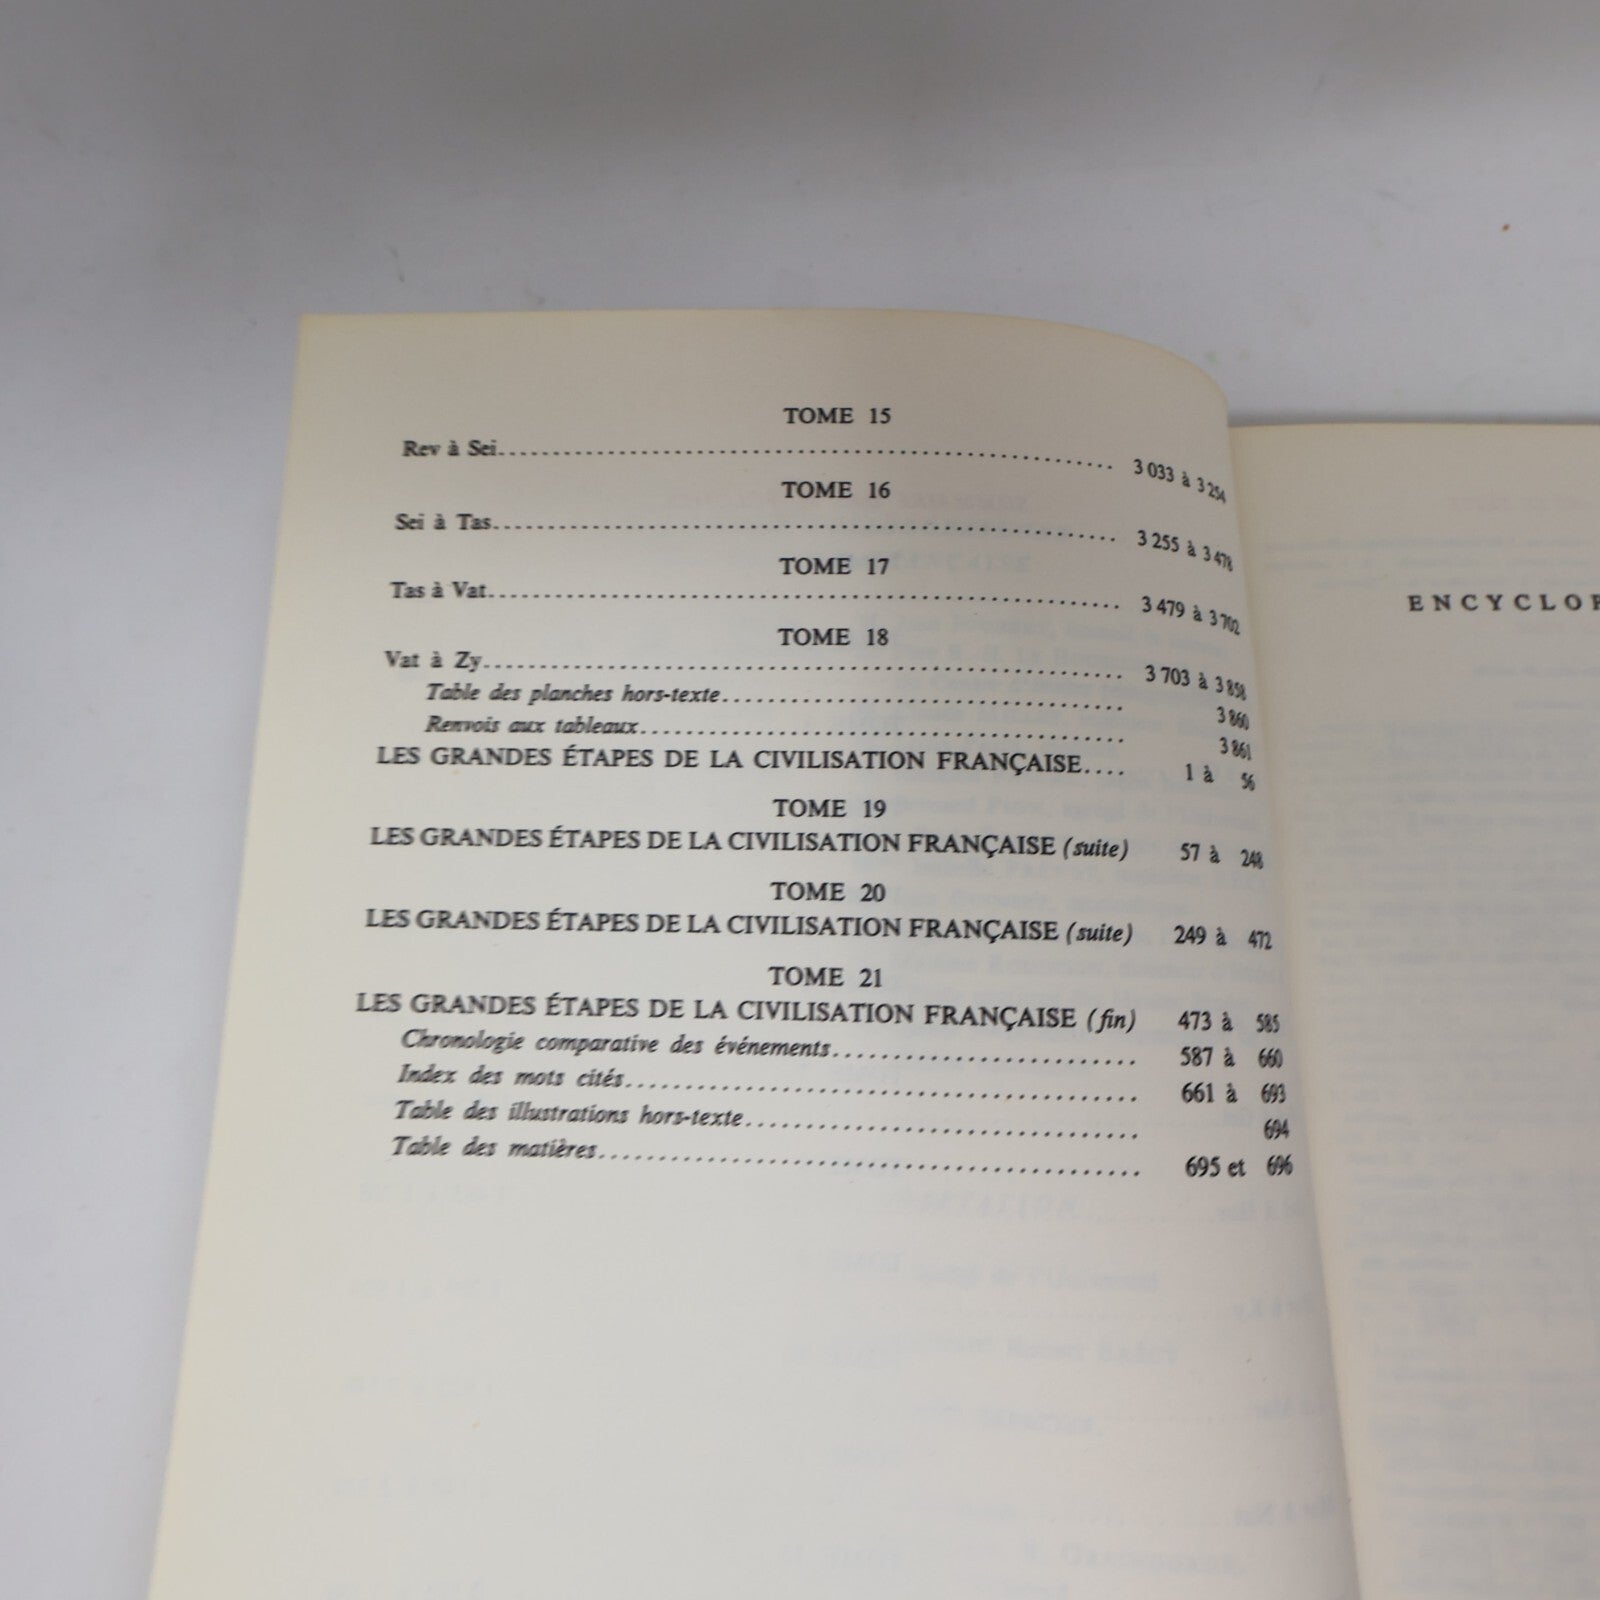 TOME 15
Rev à Sei........ 3 033 à 3 254
TOME 16
Sei à Tas........ 3 255 à 3 478
TOME 17
Tas à Vat........ 3 479 à 3 702
TOME 18
Vat à Zy........ 3 703 à 3 858
Table des planches hors-texte........ 3 860
Renvois aux tableaux........ 3 861
LES GRANDES ÉTAPES DE LA CIVILISATION FRANÇAISE.... 1 à 56
TOME 19
LES GRANDES ÉTAPES DE LA CIVILISATION FRANÇAISE (suite) 57 à 248
TOME 20
LES GRANDES ÉTAPES DE LA CIVILISATION FRANÇAISE (suite) 249 à 472
TOME 21
LES GRANDES ÉTAPES DE LA CIVILISATION FRANÇAISE (fin) 473 à 585
Chronologie comparative des événements........ 587 à 660
Index des mots cités........ 661 à 693
Table des illustrations hors-texte........ 694
Table des matières........ 695 et 696
ENCYCLOP